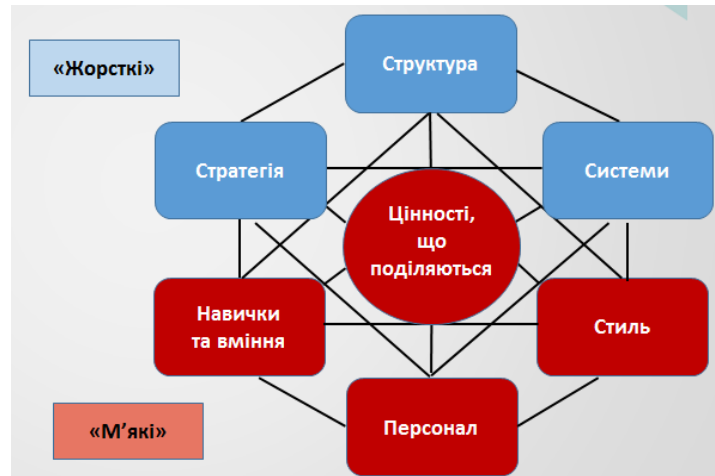 «Жорсткі»
Структура
Стратегія
Системи
Цінності,
що
поділяються
Навички
та вміння
Стиль
Персонал
«М’які»